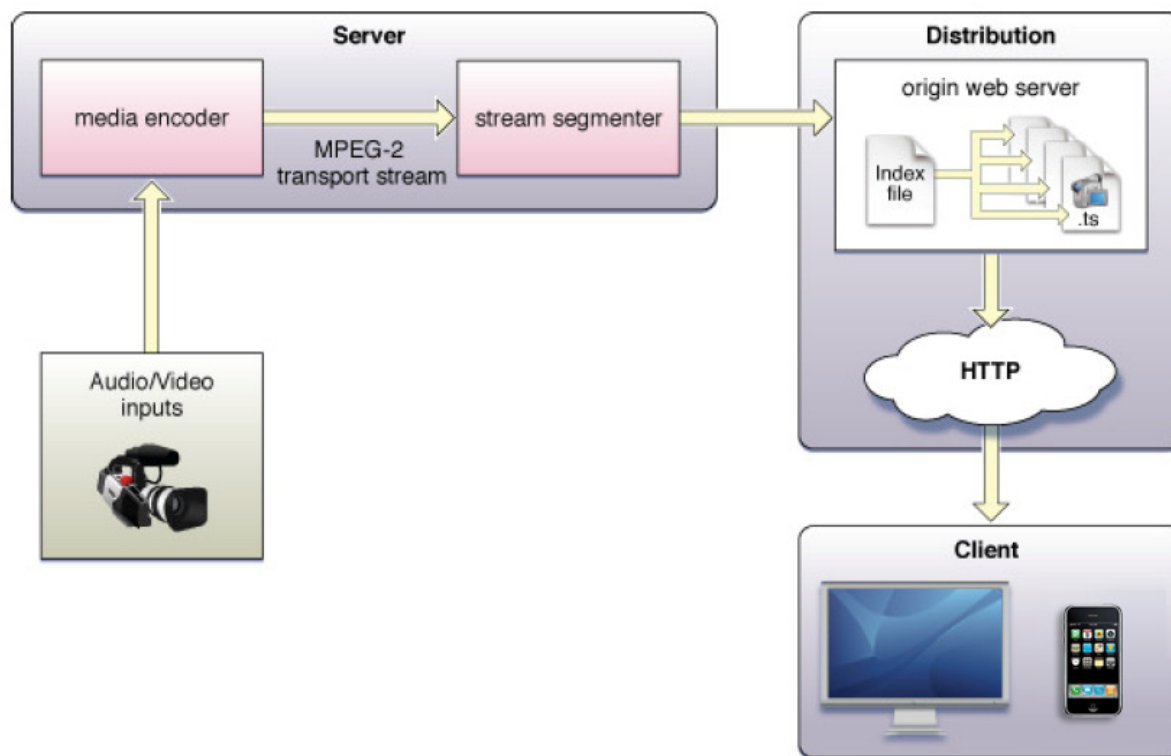 Server
media encoder
MPEG-2
transport stream
stream segmenter
Distribution
origin web server
Index
file
.ts
HTTP
Audio/Video
inputs
Client